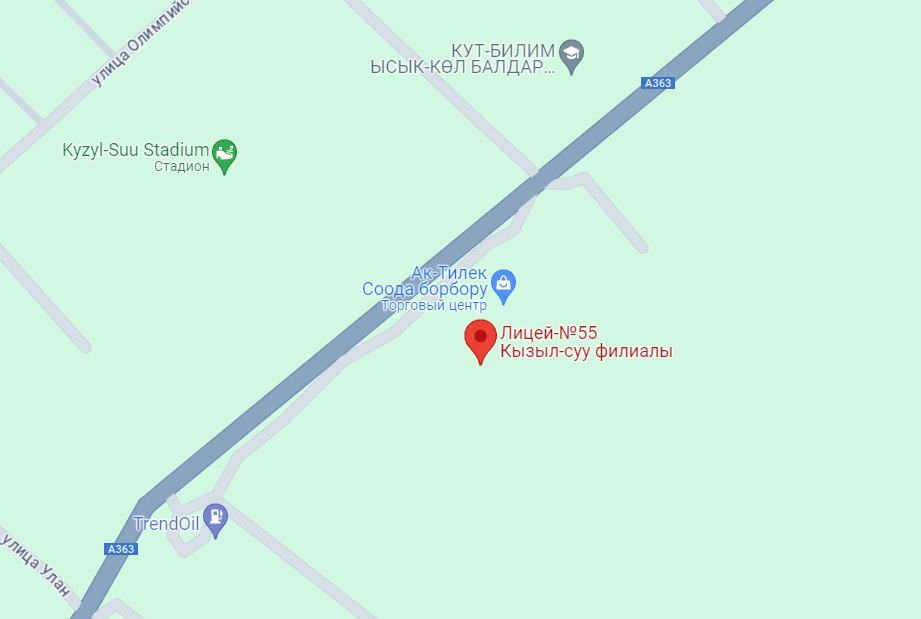 улица Олимпийс
КУТ-БИЛИМ
ЫСЫК-КӨЛ БАЛДАР...
A363
Kyzyl-Suu Stadium
Стадион
Ак-Тилек
Соода борбору
Торговый центр
Лицей-№55
Кызыл-суу филиалы
TrendOil
A363
улица Улан